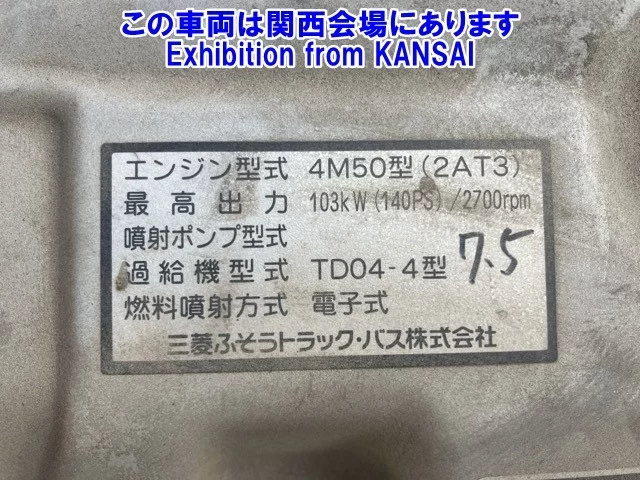 この車両は関西会場にあります
Exhibition from KANSAI
エンジン型式 4M50型(2AT3)
最高出力 103kW(140PS)/2700rpm
噴射ポンプ型式
過給機型式 TD04-4型 7.5
燃料噴射方式 電子式
三菱ふそうトラック・バス株式会社